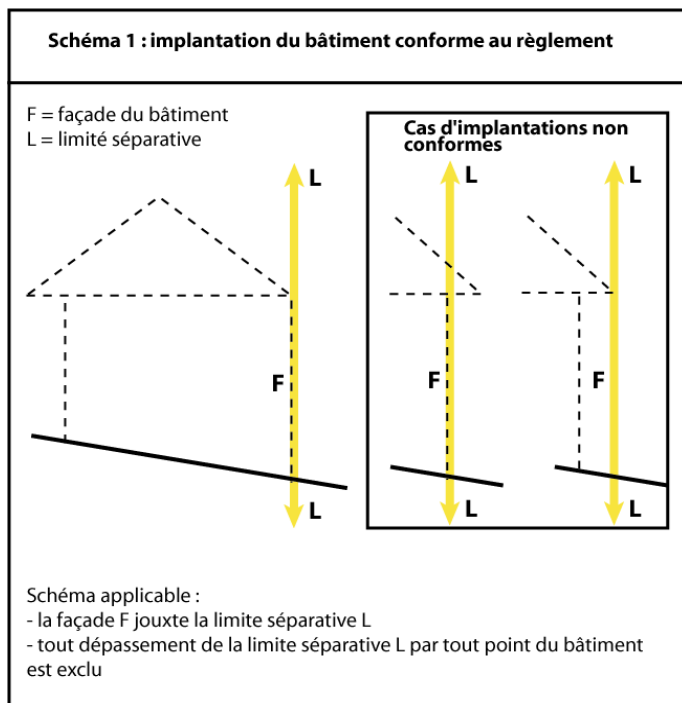 Schéma 1 : implantation du bâtiment conforme au règlement
F = façade du bâtiment
L = limité séparative
Cas d'implantations non
conformes
L
L
L
F
F
F
L
L
L
Schéma applicable :
- la façade F jouxte la limite séparative L
- tout dépassement de la limite séparative L par tout point du bâtiment
est exclu